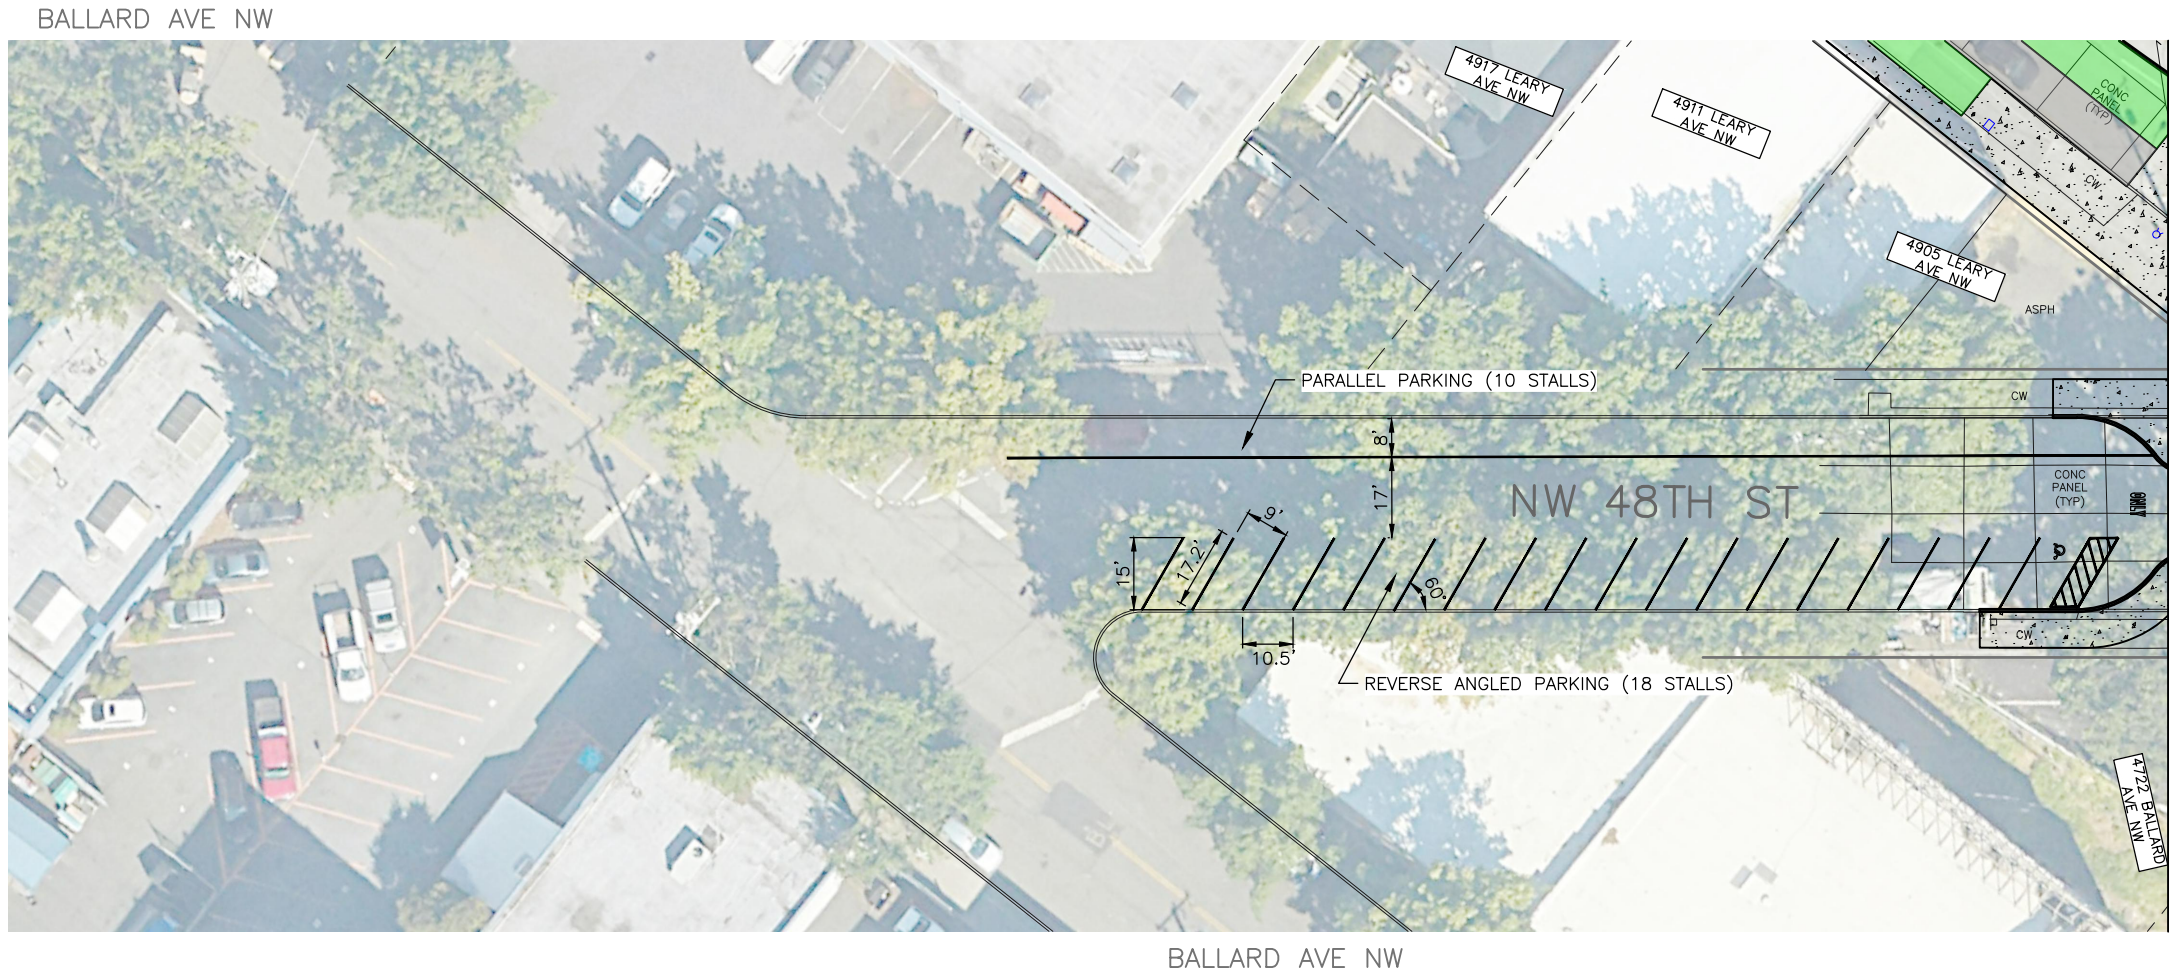 BALLARD AVE NW
4917 LEARY
AVE NW
4911 LEARY
AVE NW
CONC
PANEL
(TYP)
CW
4905 LEARY
AVE NW
ASPH
PARALLEL PARKING (10 STALLS)
CW
8'
17'
NW 48TH ST
CONC
PANEL
(TYP)
ONLY
9'
17.2'
15'
60°
10.5'
CW
REVERSE ANGLED PARKING (18 STALLS)
4722 BALLARD
AVE NW
BALLARD AVE NW